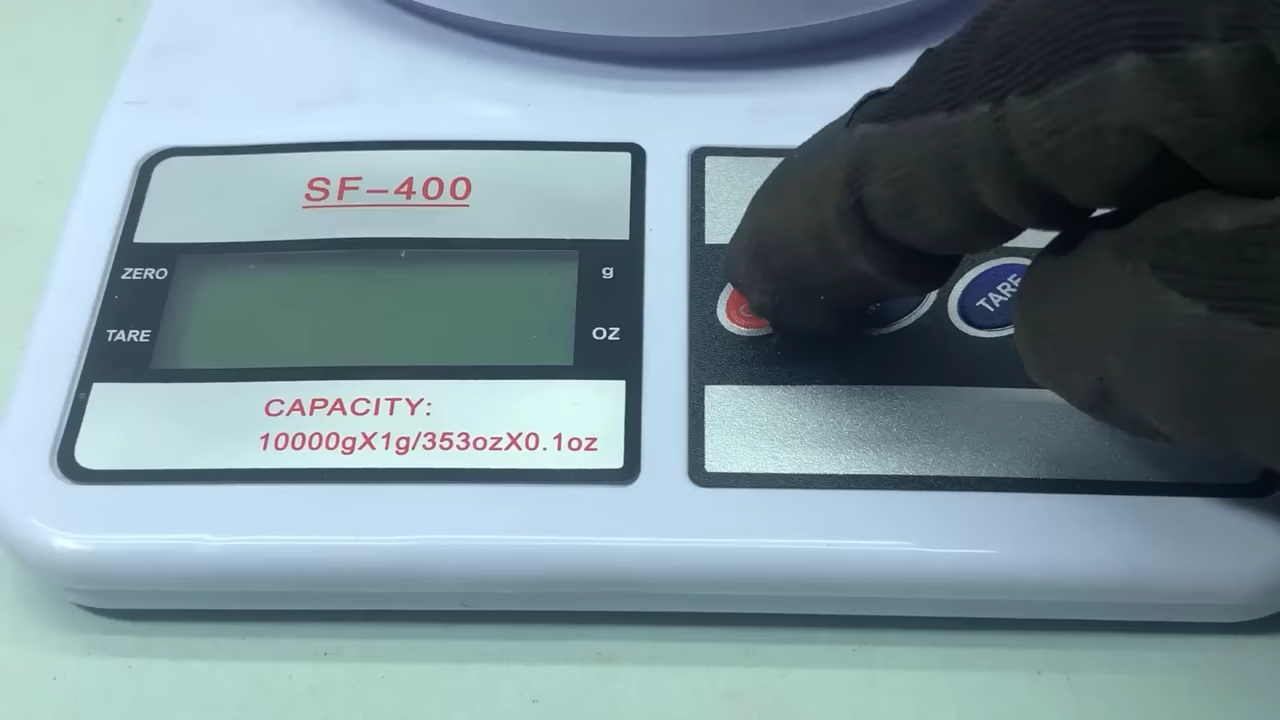 SF-400
ZERO
g
TARE
OZ
CAPACITY:
10000gX1g/353ozX0.1oz
TARE